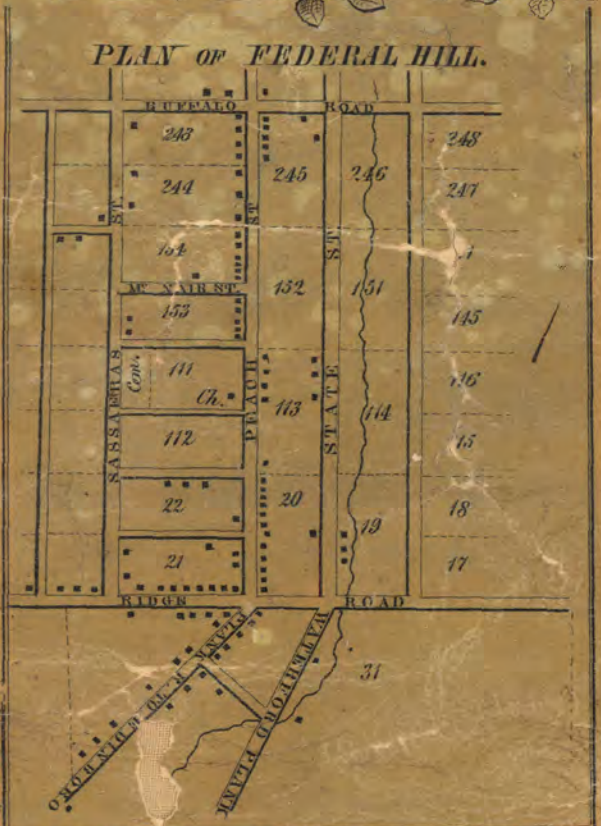 PLAN OF FEDERAL HILL.
BUFFALO ROAD
243 245 246 248
244 247
154
ST. ST ST
Mc NAIR ST.
152 151
153 145
SASSAFRAS PEACH STATE
Cem. 111 146
Ch. 113 114
112 15
22 20 19 18
21 17
RIDGE ROAD
PLANK R. TO EDINBORO
WATERFORD PLANK
31